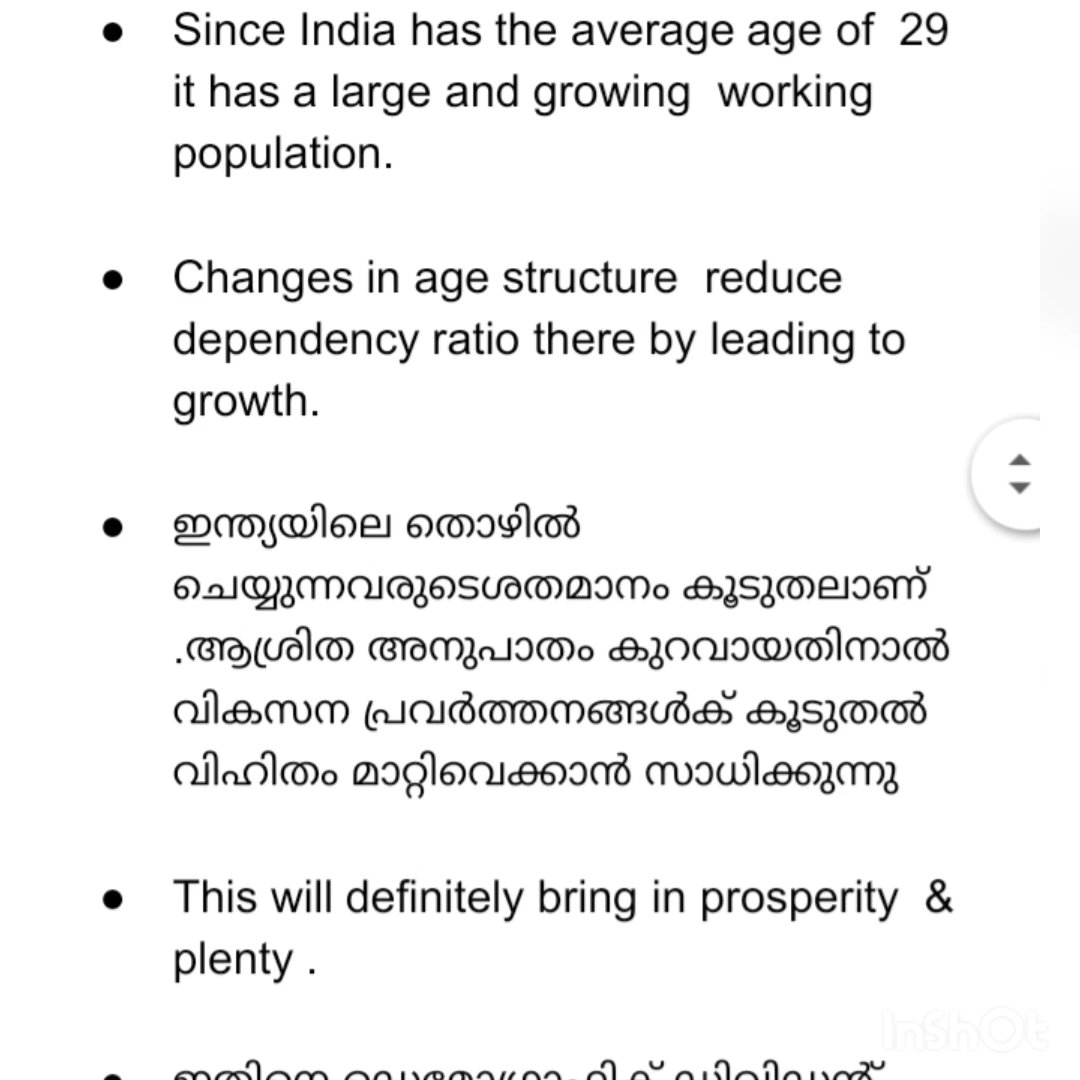 ● Since India has the average age of  29
it has a large and growing  working
population.
● Changes in age structure  reduce
dependency ratio there by leading to
growth.
● ഇന്ത്യയിലെ തൊഴിൽ
ചെയ്യുന്നവരുടെശതമാനം കൂടുതലാണ്
.ആശ്രിത അനുപാതം കുറവായതിനാൽ
വികസന പ്രവർത്തനങ്ങൾക് കൂടുതൽ
വിഹിതം മാറ്റിവെക്കാൻ സാധിക്കുന്നു
● This will definitely bring in prosperity  &
plenty .
InShOt